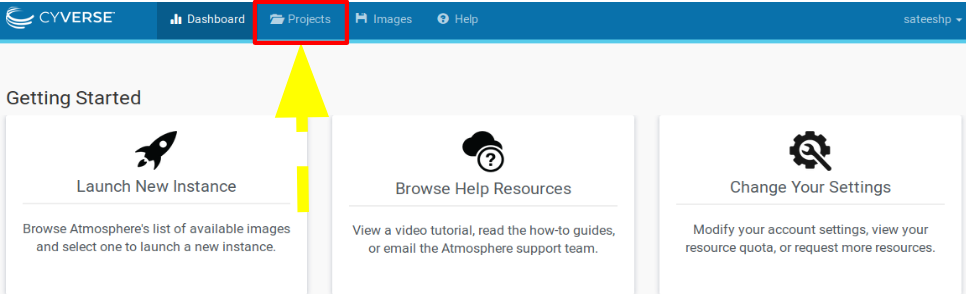 CYVERSE Dashboard Projects Images Help sateeshp
Getting Started
Launch New Instance
Browse Atmosphere's list of available images
and select one to launch a new instance.
Browse Help Resources
View a video tutorial, read the how-to guides,
or email the Atmosphere support team.
Change Your Settings
Modify your account settings, view your
resource quota, or request more resources.